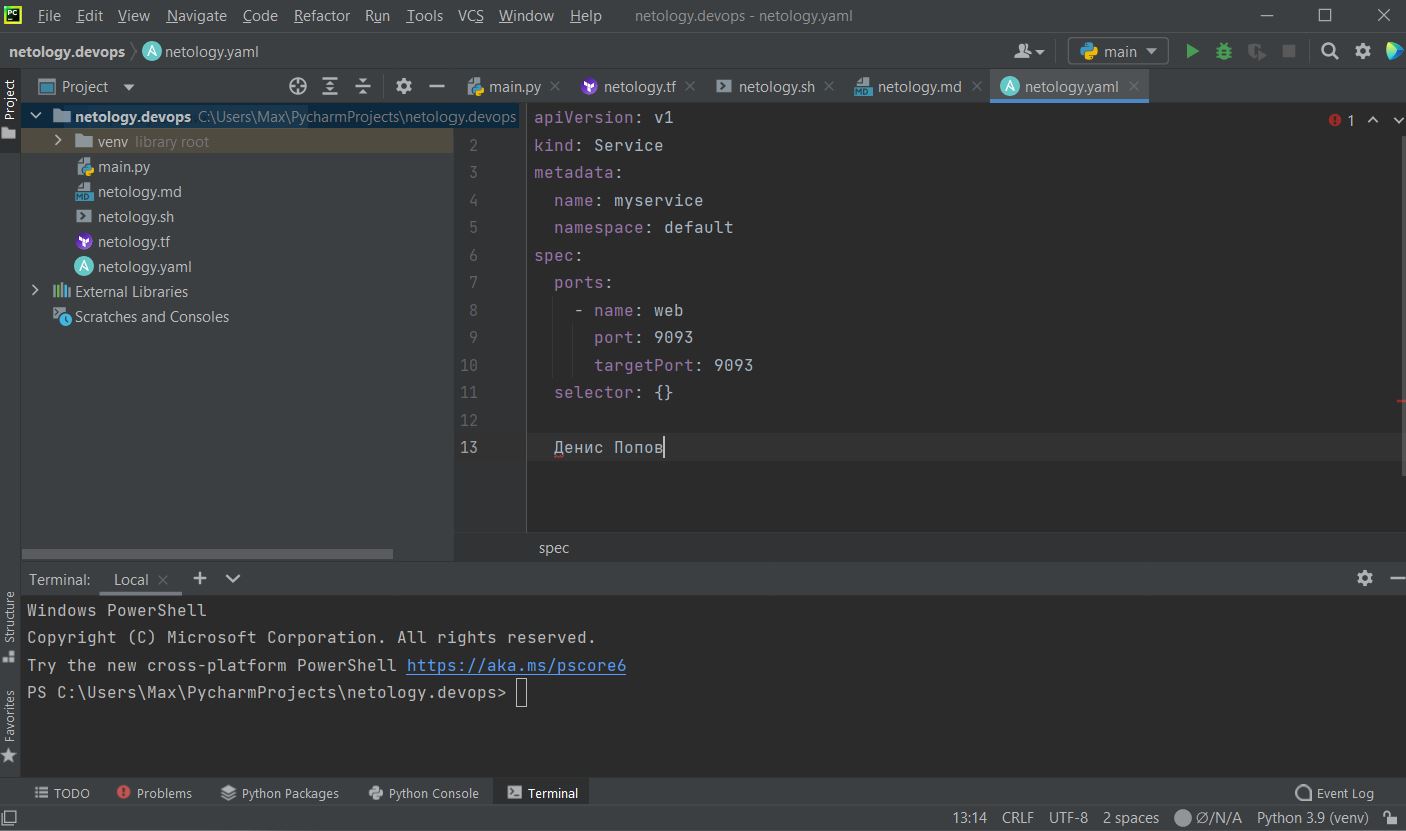 File Edit View Navigate Code Refactor Run Tools VCS Window Help netology.devops - netology.yaml
netology.devops netology.yaml main
Project main.py netology.tf netology.sh netology.md netology.yaml
Project
netology.devops C:\Users\Max\PycharmProjects\netology.devops
venv library root
main.py
netology.md
netology.sh
netology.tf
netology.yaml
External Libraries
Scratches and Consoles
apiVersion: v1 1
2 kind: Service
3 metadata:
4 name: myservice
5 namespace: default
6 spec:
7 ports:
8 - name: web
9 port: 9093
10 targetPort: 9093
11 selector: {}
12
13 Денис Попов
spec
Terminal: Local
Windows PowerShell
Copyright (C) Microsoft Corporation. All rights reserved.
Try the new cross-platform PowerShell https://aka.ms/pscore6
PS C:\Users\Max\PycharmProjects\netology.devops>
Structure
Favorites
TODO Problems Python Packages Python Console Terminal Event Log
13:14 CRLF UTF-8 2 spaces Ø/N/A Python 3.9 (venv)